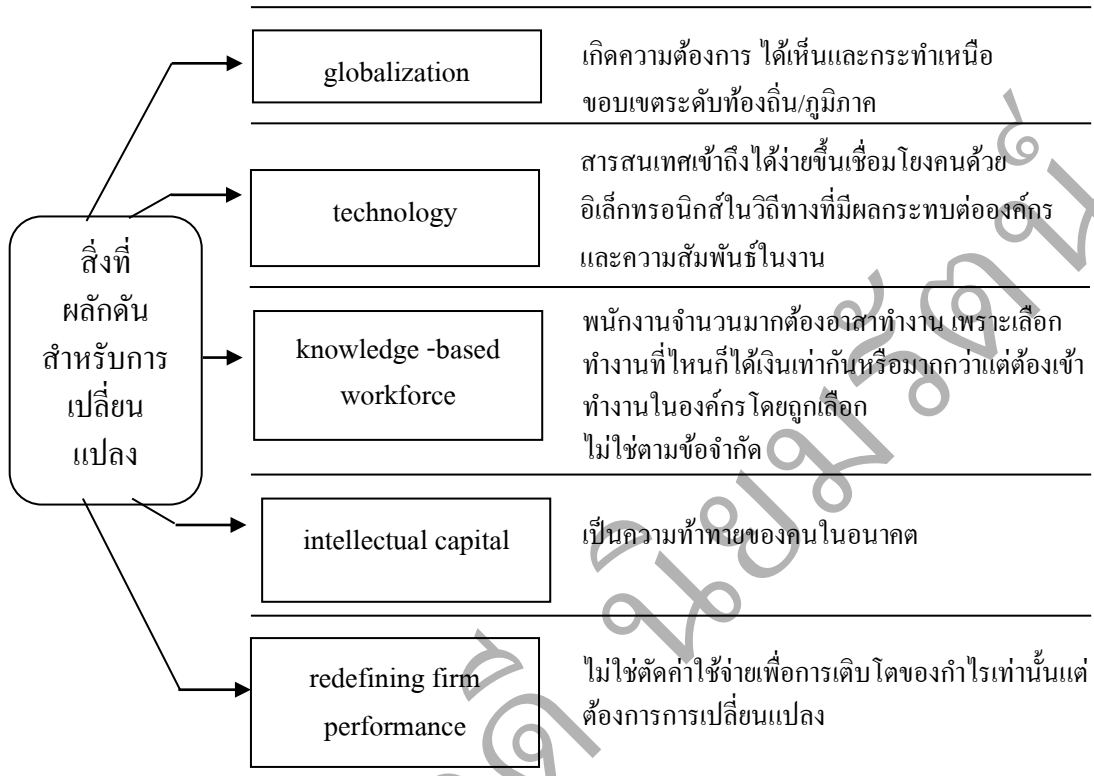 globalization
เกิดความต้องการ ได้เห็นและกระทำเหนือ
ขอบเขตระดับท้องถิ่น/ภูมิภาค
technology
สารสนเทศเข้าถึงได้ง่ายขึ้นเชื่อมโยงคนด้วย
อิเล็กทรอนิกส์ในวิถีทางที่มีผลกระทบต่อองค์กร
และความสัมพันธ์ในงาน
สิ่งที่
ผลักดัน
สำหรับการ
เปลี่ยน
แปลง
knowledge -based
workforce
พนักงานจำนวนมากต้องอาสาทำงาน เพราะเลือก
ทำงานที่ไหนก็ได้เงินเท่ากันหรือมากกว่าแต่ต้องเข้า
ทำงานในองค์กรโดยถูกเลือก
ไม่ใช่ตามข้อจำกัด
intellectual capital
เป็นความท้าทายของคนในอนาคต
redefining firm
performance
ไม่ใช่ตัดค่าใช้จ่ายเพื่อการเติบโตของกำไรเท่านั้นแต่
ต้องการการเปลี่ยนแปลง